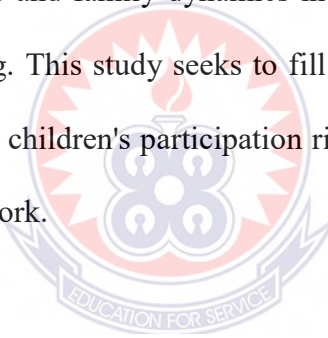 and family dynamics in
g. This study seeks to fill
children's participation ri
ork.
EDUCATION FOR SERVICE